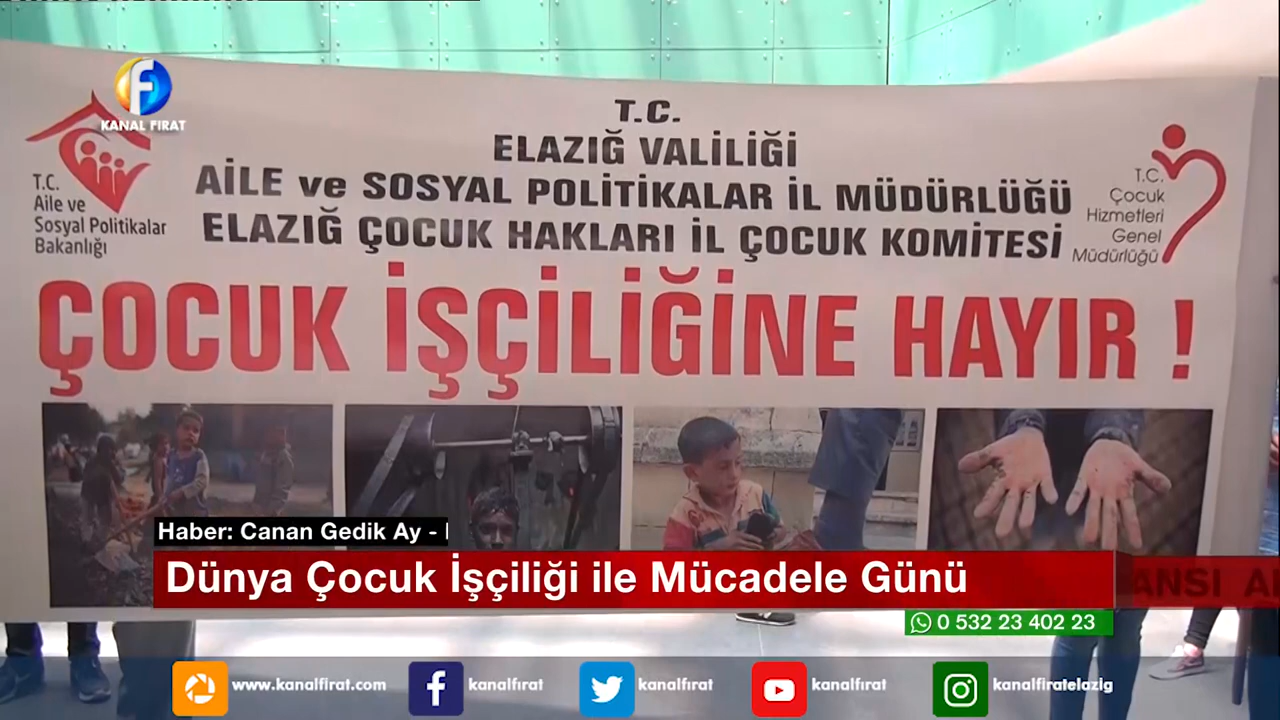 KANAL FIRAT
T.C.
ELAZIĞ VALİLİĞİ
AİLE ve SOSYAL POLİTİKALAR İL MÜDÜRLÜĞÜ
ELAZIĞ ÇOCUK HAKLARI İL ÇOCUK KOMİTESİ
T.C.
Aile ve
Sosyal Politikalar
Bakanlığı
T.C.
Çocuk
Hizmetleri
Genel
Müdürlüğü
ÇOCUK İŞÇİLİĞİNE HAYIR !
Haber: Canan Gedik Ay -
Dünya Çocuk İşçiliği ile Mücadele Günü
0 532 23 402 23
www.kanalfirat.com
kanalfırat
kanalfırat
kanalfırat
kanalfiratelazig